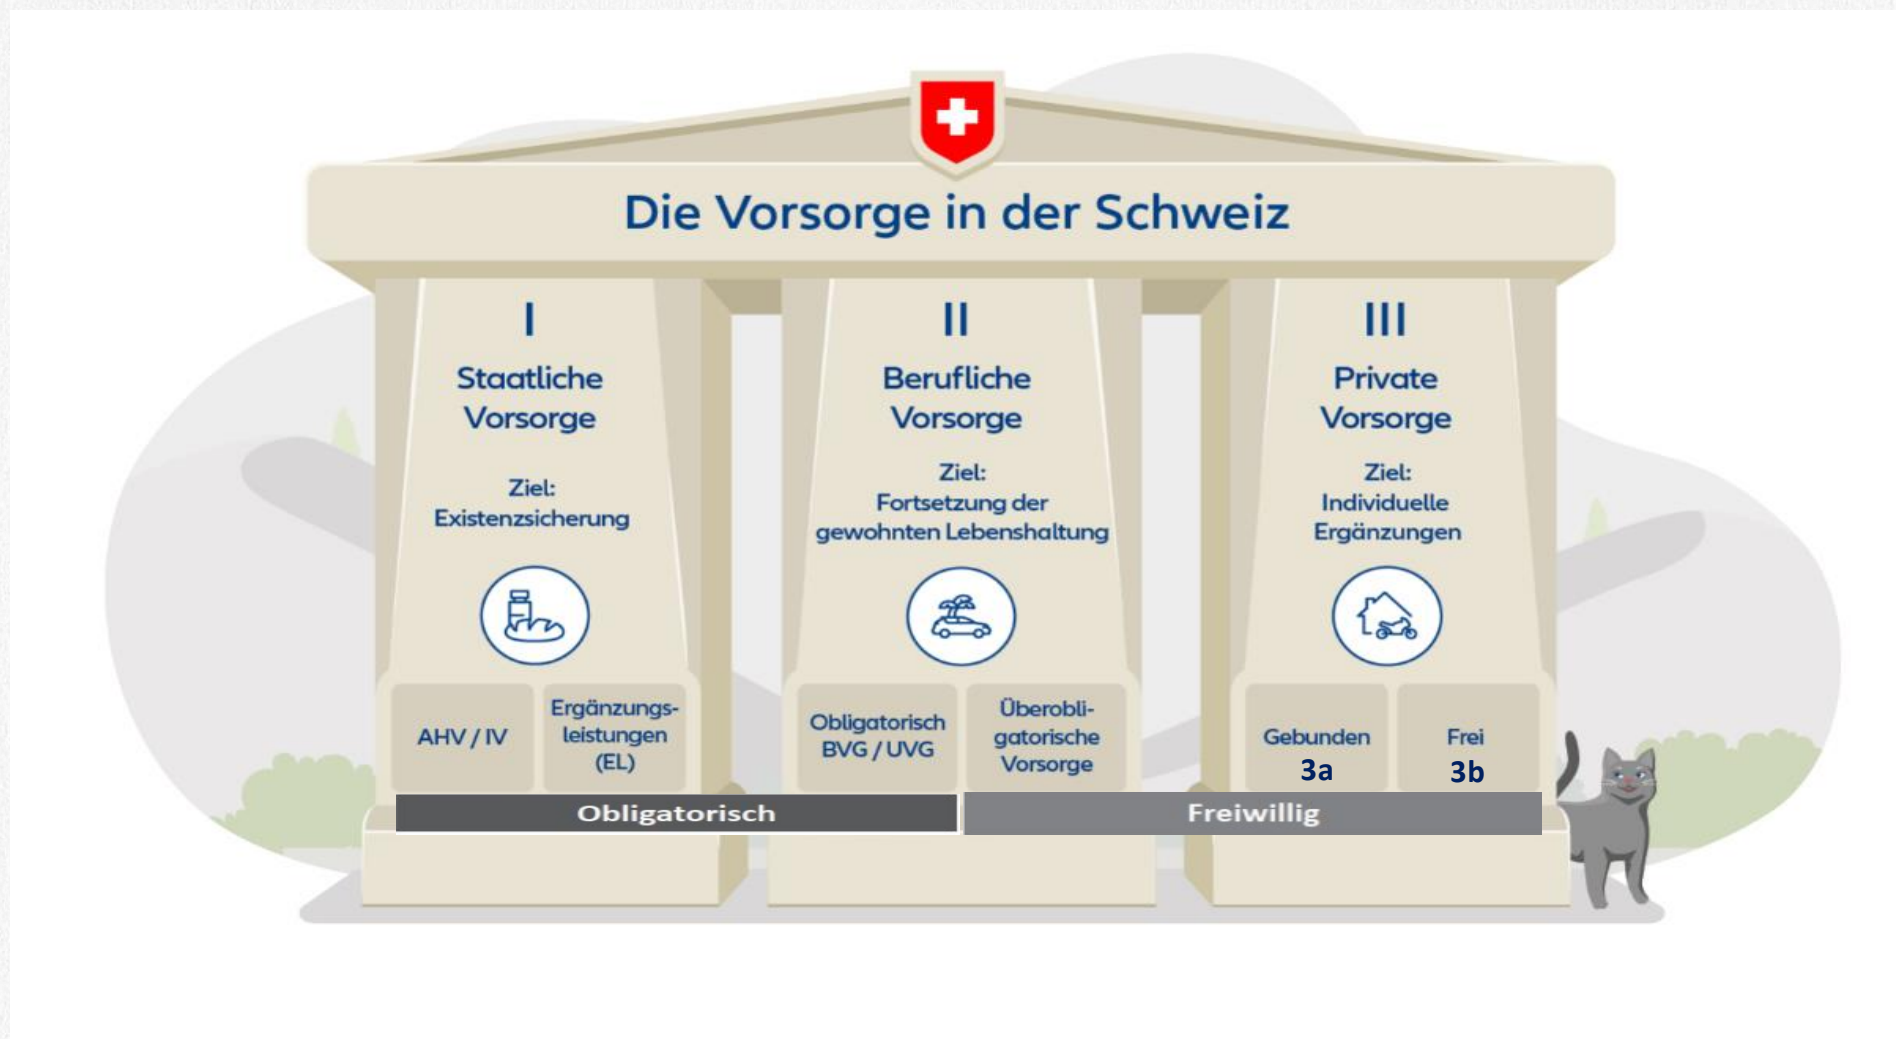 Die Vorsorge in der Schweiz
I
Staatliche
Vorsorge
Ziel:
Existenzsicherung
AHV / IV
Ergänzungs-
leistungen
(EL)
II
Berufliche
Vorsorge
Ziel:
Fortsetzung der
gewohnten Lebenshaltung
Obligatorisch
BVG / UVG
Überobli-
gatorische
Vorsorge
III
Private
Vorsorge
Ziel:
Individuelle
Ergänzungen
Gebunden
3a
Frei
3b
Obligatorisch
Freiwillig